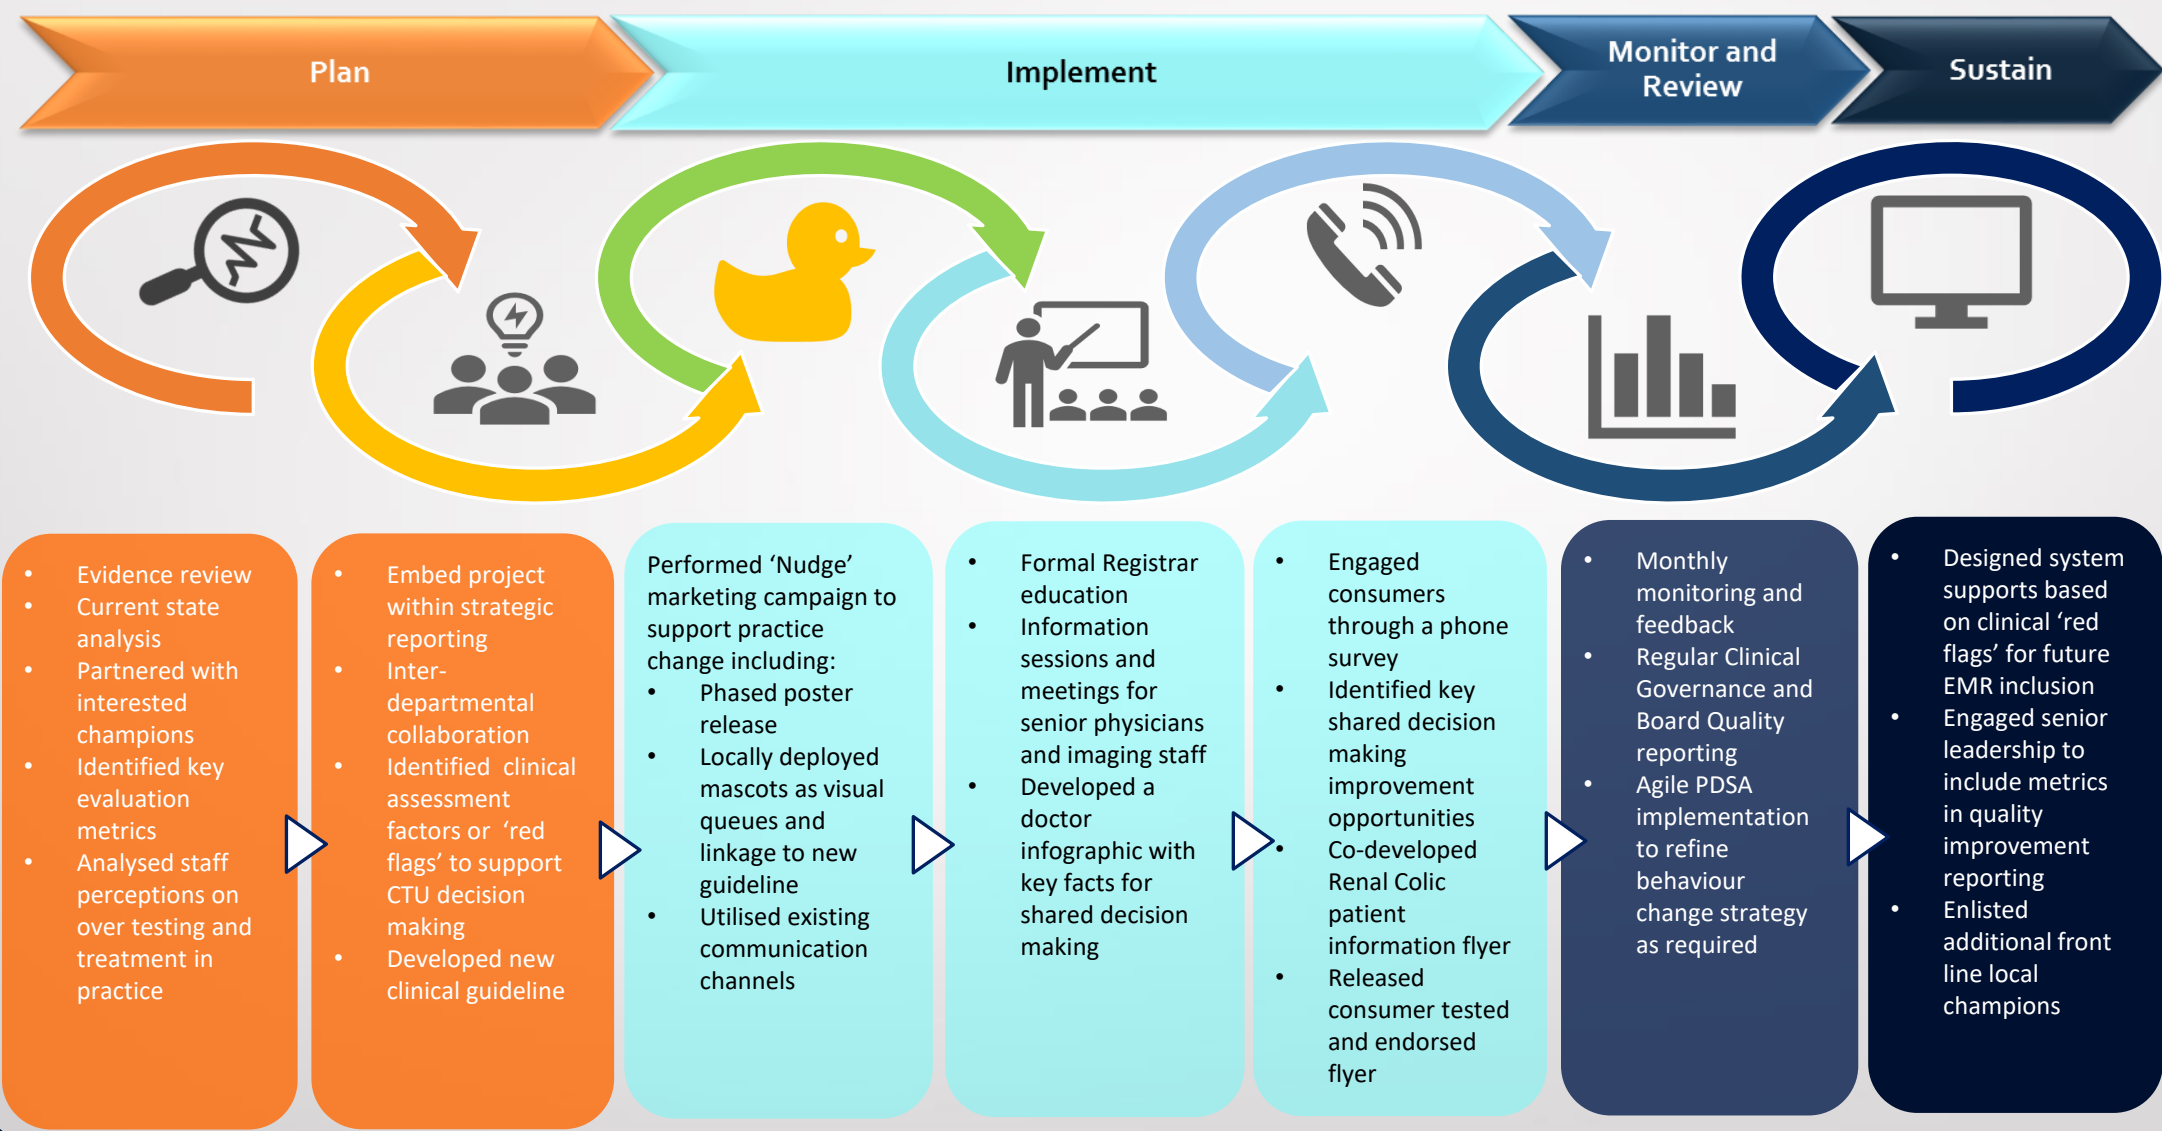 Plan
Implement
Monitor and
Review
Sustain
• Evidence review
• Current state
analysis
• Partnered with
interested
champions
• Identified key
evaluation
metrics
• Analysed staff
perceptions on
over testing and
treatment in
practice
• Embed project
within strategic
reporting
• Inter-
departmental
collaboration
• Identified clinical
assessment
factors or ‘red
flags’ to support
CTU decision
making
• Developed new
clinical guideline
Performed ‘Nudge’
marketing campaign to
support practice
change including:
• Phased poster
release
• Locally deployed
mascots as visual
queues and
linkage to new
guideline
• Utilised existing
communication
channels
• Formal Registrar
education
• Information
sessions and
meetings for
senior physicians
and imaging staff
• Developed a
doctor
infographic with
key facts for
shared decision
making
• Engaged
consumers
through a phone
survey
• Identified key
shared decision
making
improvement
opportunities
• Co-developed
Renal Colic
patient
information flyer
• Released
consumer tested
and endorsed
flyer
• Monthly
monitoring and
feedback
• Regular Clinical
Governance and
Board Quality
reporting
• Agile PDSA
implementation
to refine
behaviour
change strategy
as required
• Designed system
supports based
on clinical ‘red
flags’ for future
EMR inclusion
• Engaged senior
leadership to
include metrics
in quality
improvement
reporting
• Enlisted
additional front
line local
champions